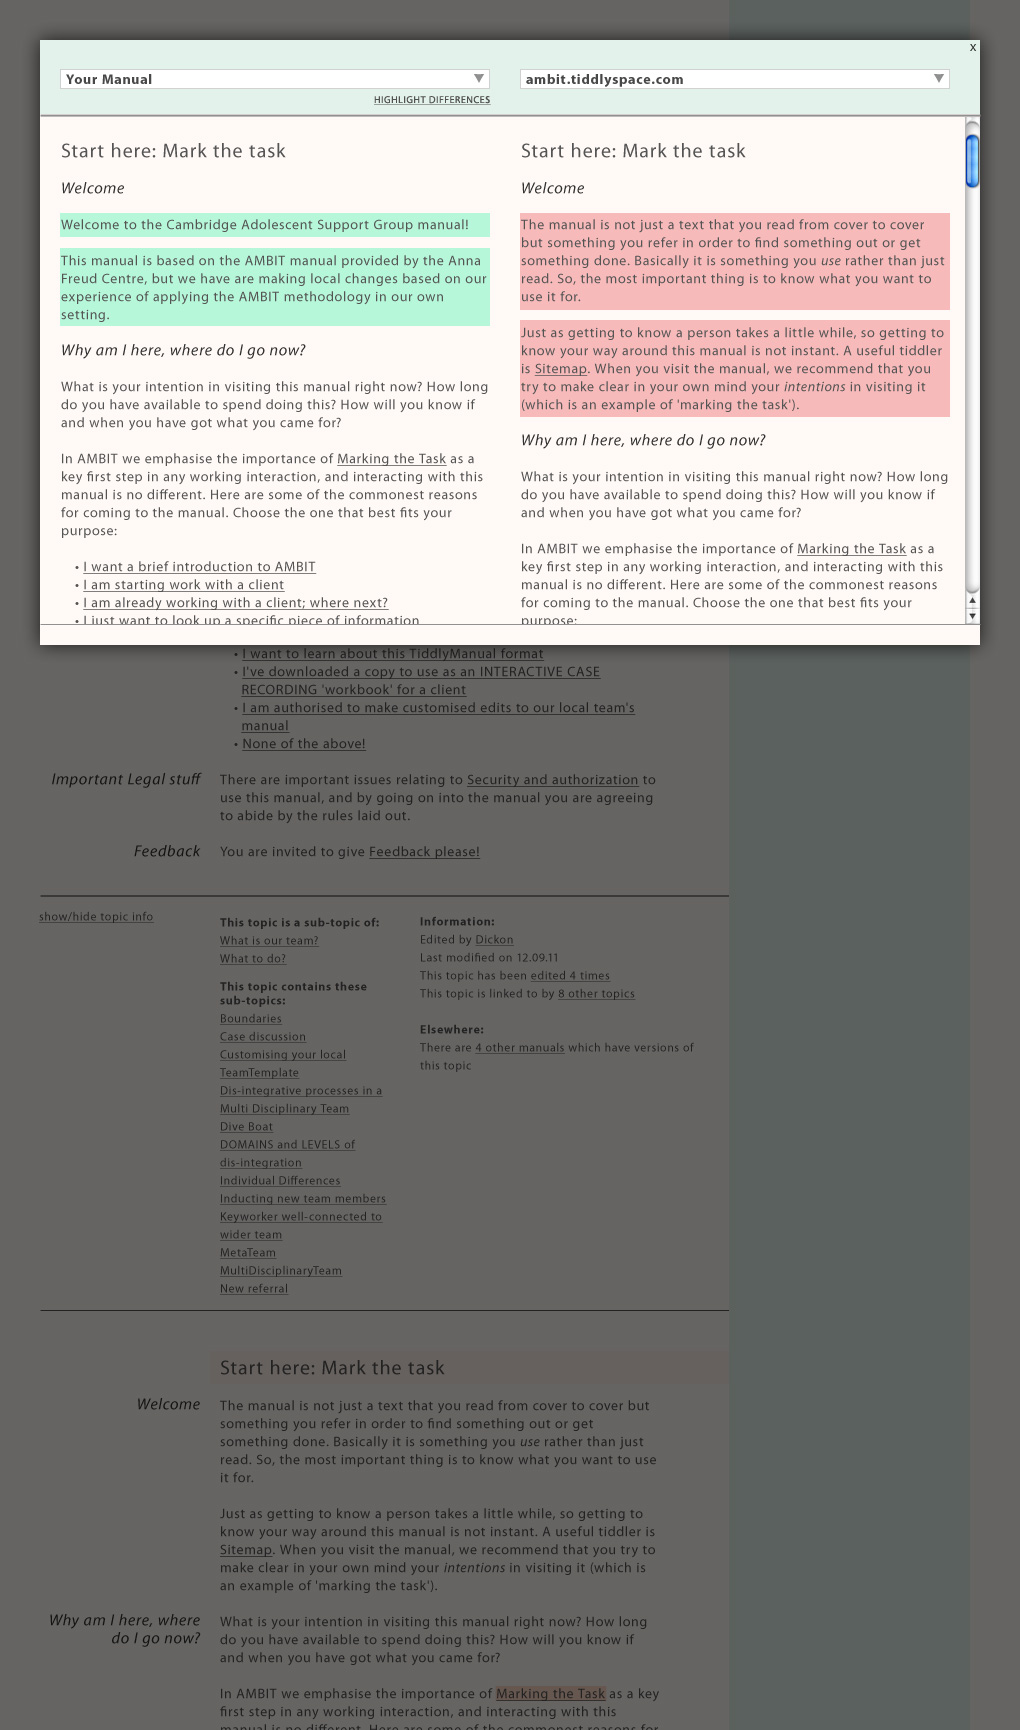 x
Your Manual
ambit.tiddlyspace.com
HIGHLIGHT DIFFERENCES
Start here: Mark the task
Welcome
Welcome to the Cambridge Adolescent Support Group manual!
This manual is based on the AMBIT manual provided by the Anna
Freud Centre, but we have are making local changes based on our
experience of applying the AMBIT methodology in our own
setting.
Why am I here, where do I go now?
What is your intention in visiting this manual right now? How long
do you have available to spend doing this? How will you know if
and when you have got what you came for?
In AMBIT we emphasise the importance of Marking the Task as a
key first step in any working interaction, and interacting with this
manual is no different. Here are some of the commonest reasons
for coming to the manual. Choose the one that best fits your
purpose:
• I want a brief introduction to AMBIT
• I am starting work with a client
• I am already working with a client; where next?
• I just want to look up a specific piece of information
Start here: Mark the task
Welcome
The manual is not just a text that you read from cover to cover
but something you refer in order to find something out or get
something done. Basically it is something you use rather than just
read. So, the most important thing is to know what you want to
use it for.
Just as getting to know a person takes a little while, so getting to
know your way around this manual is not instant. A useful tiddler
is Sitemap. When you visit the manual, we recommend that you
try to make clear in your own mind your intentions in visiting it
(which is an example of 'marking the task').
Why am I here, where do I go now?
What is your intention in visiting this manual right now? How long
do you have available to spend doing this? How will you know if
and when you have got what you came for?
In AMBIT we emphasise the importance of Marking the Task as a
key first step in any working interaction, and interacting with this
manual is no different. Here are some of the commonest reasons
for coming to the manual. Choose the one that best fits your
purpose:
• I want to learn about this TiddlyManual format
• I've downloaded a copy to use as an INTERACTIVE CASE
RECORDING 'workbook' for a client
• I am authorised to make customised edits to our local team's
manual
• None of the above!
Important Legal stuff
There are important issues relating to Security and authorization to
use this manual, and by going on into the manual you are agreeing
to abide by the rules laid out.
Feedback
You are invited to give Feedback please!
show/hide topic info
This topic is a sub-topic of:
What is our team?
What to do?
This topic contains these
sub-topics:
Boundaries
Case discussion
Customising your local
TeamTemplate
Dis-integrative processes in a
Multi Disciplinary Team
Dive Boat
DOMAINS and LEVELS of
dis-integration
Individual Differences
Inducting new team members
Keyworker well-connected to
wider team
MetaTeam
MultiDisciplinaryTeam
New referral
Information:
Edited by Dickon
Last modified on 12.09.11
This topic has been edited 4 times
This topic is linked to by 8 other topics
Elsewhere:
There are 4 other manuals which have versions of
this topic
Start here: Mark the task
Welcome
The manual is not just a text that you read from cover to cover but
something you refer in order to find something out or get
something done. Basically it is something you use rather than just
read. So, the most important thing is to know what you want to use
it for.
Just as getting to know a person takes a little while, so getting to
know your way around this manual is not instant. A useful tiddler is
Sitemap. When you visit the manual, we recommend that you try to
make clear in your own mind your intentions in visiting it (which is
an example of 'marking the task').
Why am I here, where
do I go now?
What is your intention in visiting this manual right now? How long
do you have available to spend doing this? How will you know if
and when you have got what you came for?
In AMBIT we emphasise the importance of Marking the Task as a key
first step in any working interaction, and interacting with this
manual is no different. Here are some of the commonest reasons for